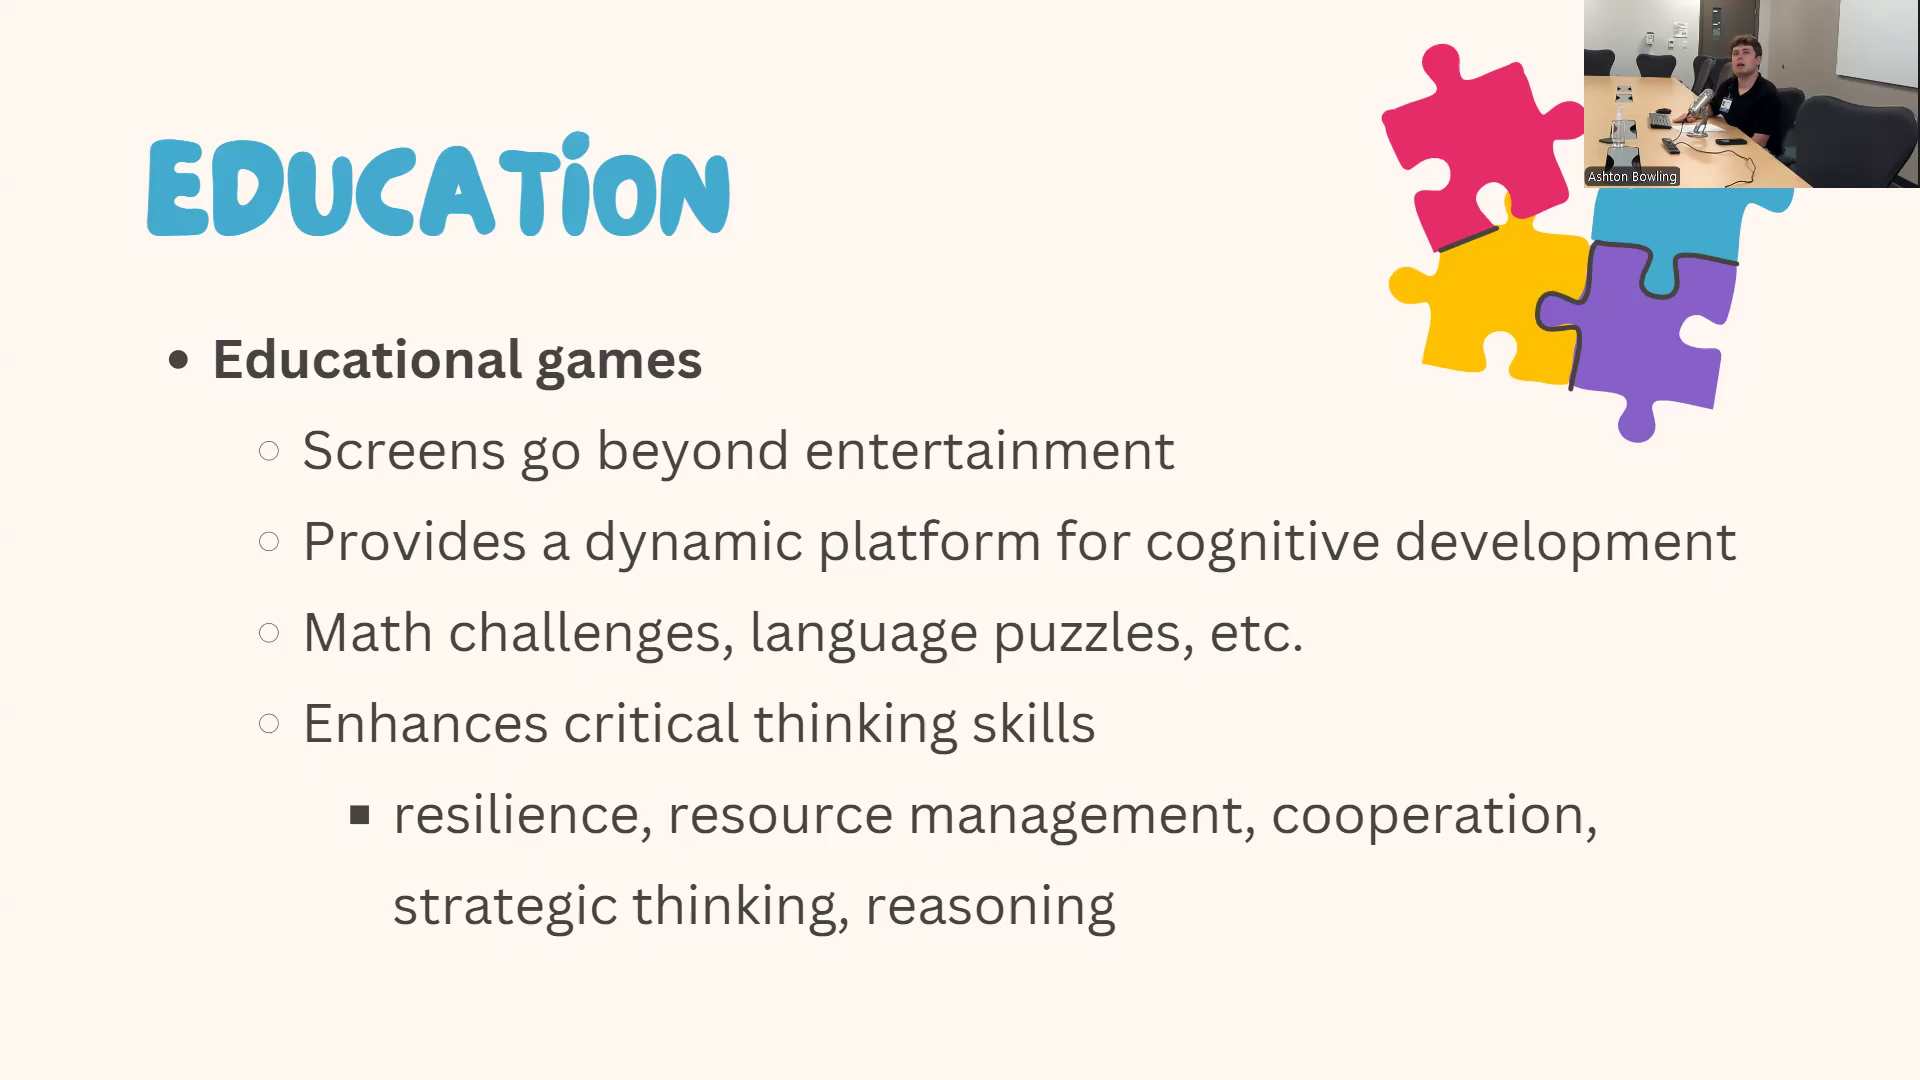 EDUCATiON
Educational games
Screens go beyond entertainment
Provides a dynamic platform for cognitive development
Math challenges, language puzzles, etc.
Enhances critical thinking skills
resilience, resource management, cooperation,
strategic thinking, reasoning
Ashton Bowling